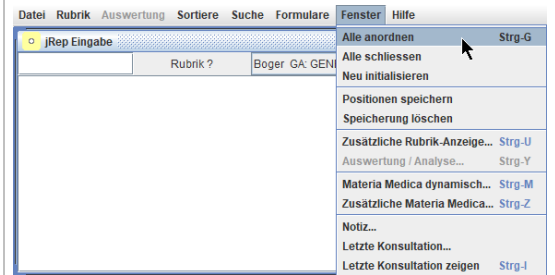 Datei Rubrik Auswertung Sortiere Suche Formulare Fenster Hilfe
jRep Eingabe
Rubrik ? Boger GA: GENI
Alle anordnen Strg-G
Alle schliessen
Neu initialisieren
Positionen speichern
Speicherung löschen
Zusätzliche Rubrik-Anzeige... Strg-U
Auswertung / Analyse... Strg-Y
Materia Medica dynamisch... Strg-M
Zusätzliche Materia Medica... Strg-Z
Notiz...
Letzte Konsultation...
Letzte Konsultation zeigen Strg-I